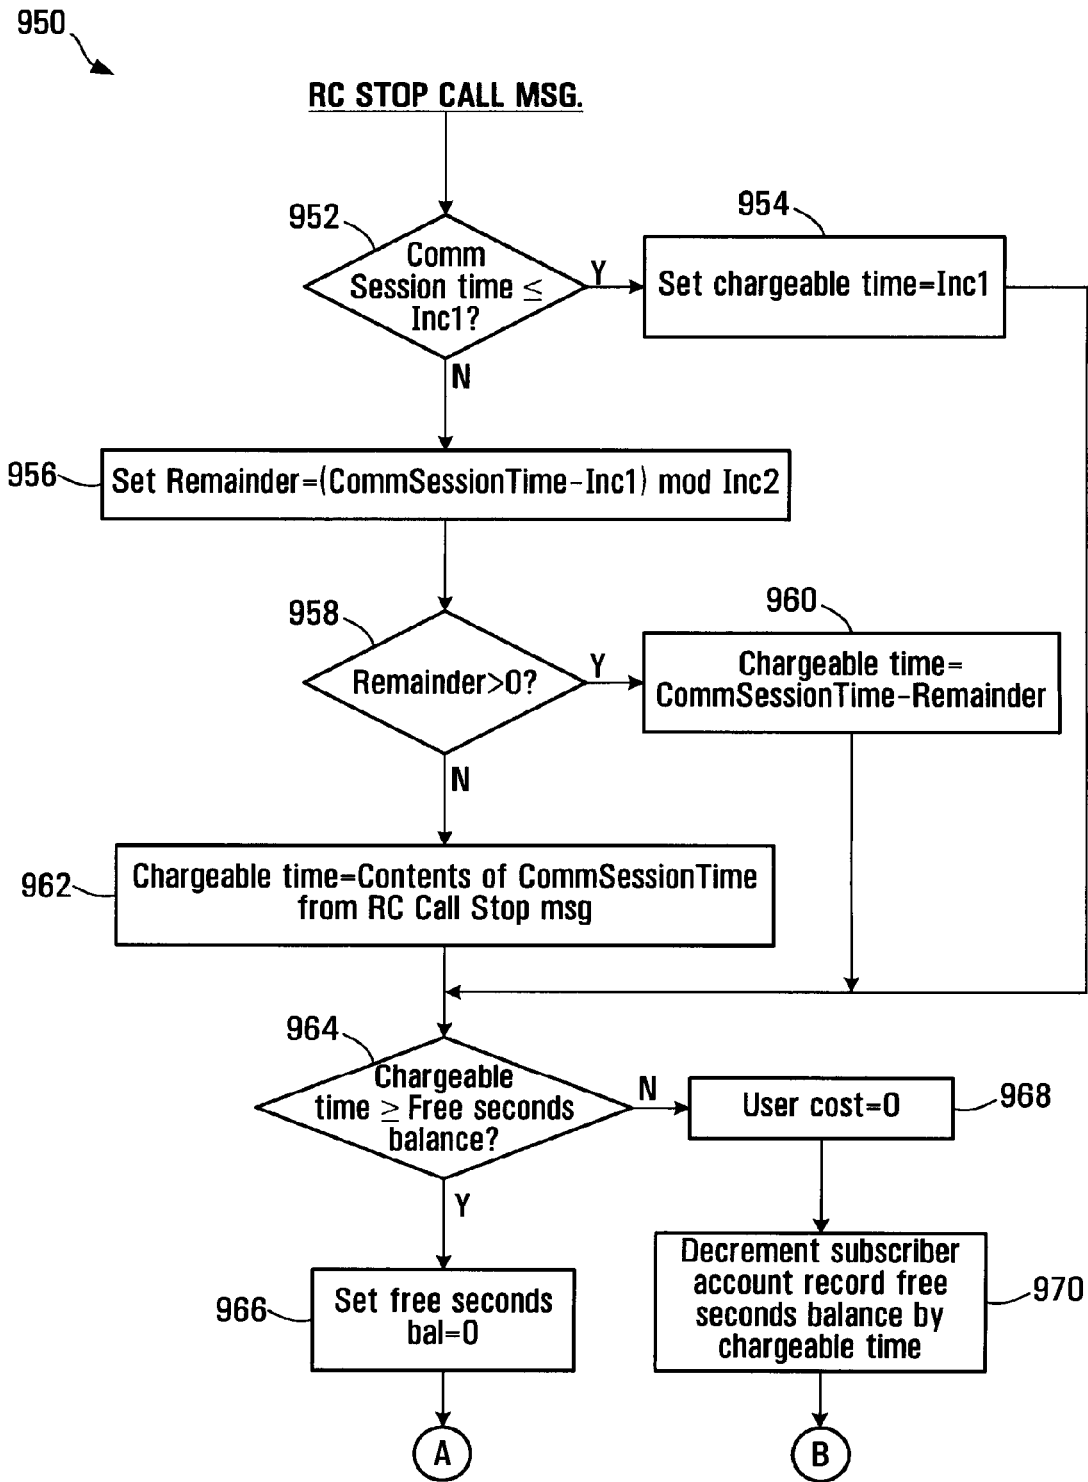 950
RC STOP CALL MSG.
952
Comm
Session time ≤
Inc1?
Y
954
Set chargeable time=Inc1
N
956
Set Remainder=(CommSessionTime-Inc1) mod Inc2
958
Remainder>0?
Y
960
Chargeable time=
CommSessionTime-Remainder
N
962
Chargeable time=Contents of CommSessionTime
from RC Call Stop msg
964
Chargeable
time ≥ Free seconds
balance?
N
User cost=0
968
Y
966
Set free seconds
bal=0
Decrement subscriber
account record free
seconds balance by
chargeable time
970
A
B